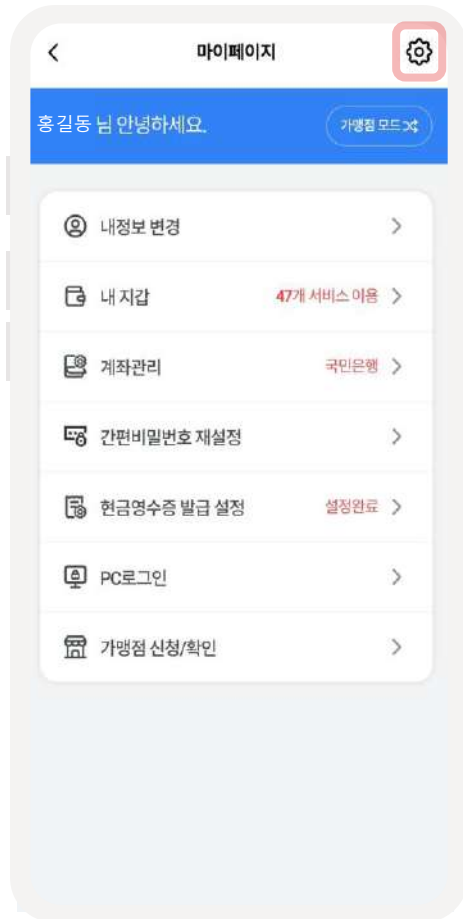 마이페이지
홍길동 님 안녕하세요.
가맹점 모드
내정보 변경
내 지갑 47개 서비스 이용
계좌관리 국민은행
간편비밀번호 재설정
현금영수증 발급 설정 설정완료
PC로그인
가맹점 신청/확인